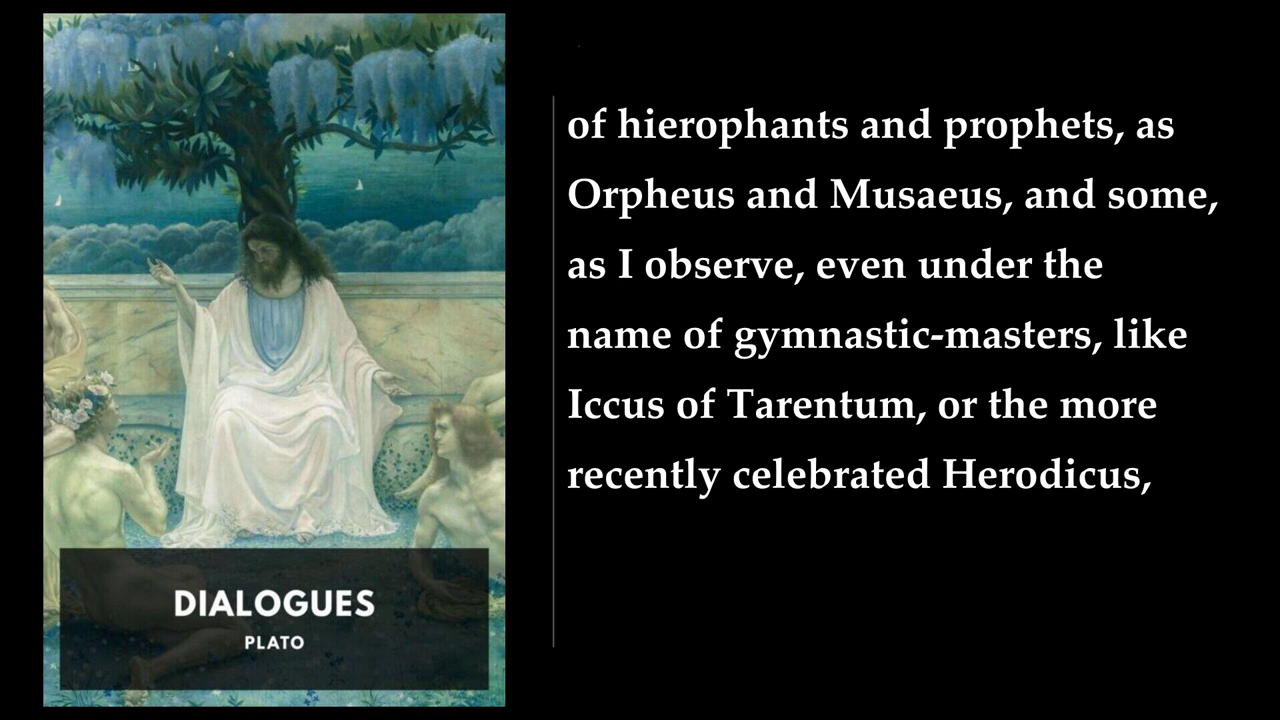 of hierophants and prophets, as
Orpheus and Musaeus, and some,
as I observe, even under the
name of gymnastic-masters, like
Iccus of Tarentum, or the more
recently celebrated Herodicus,
DIALOGUES
PLATO